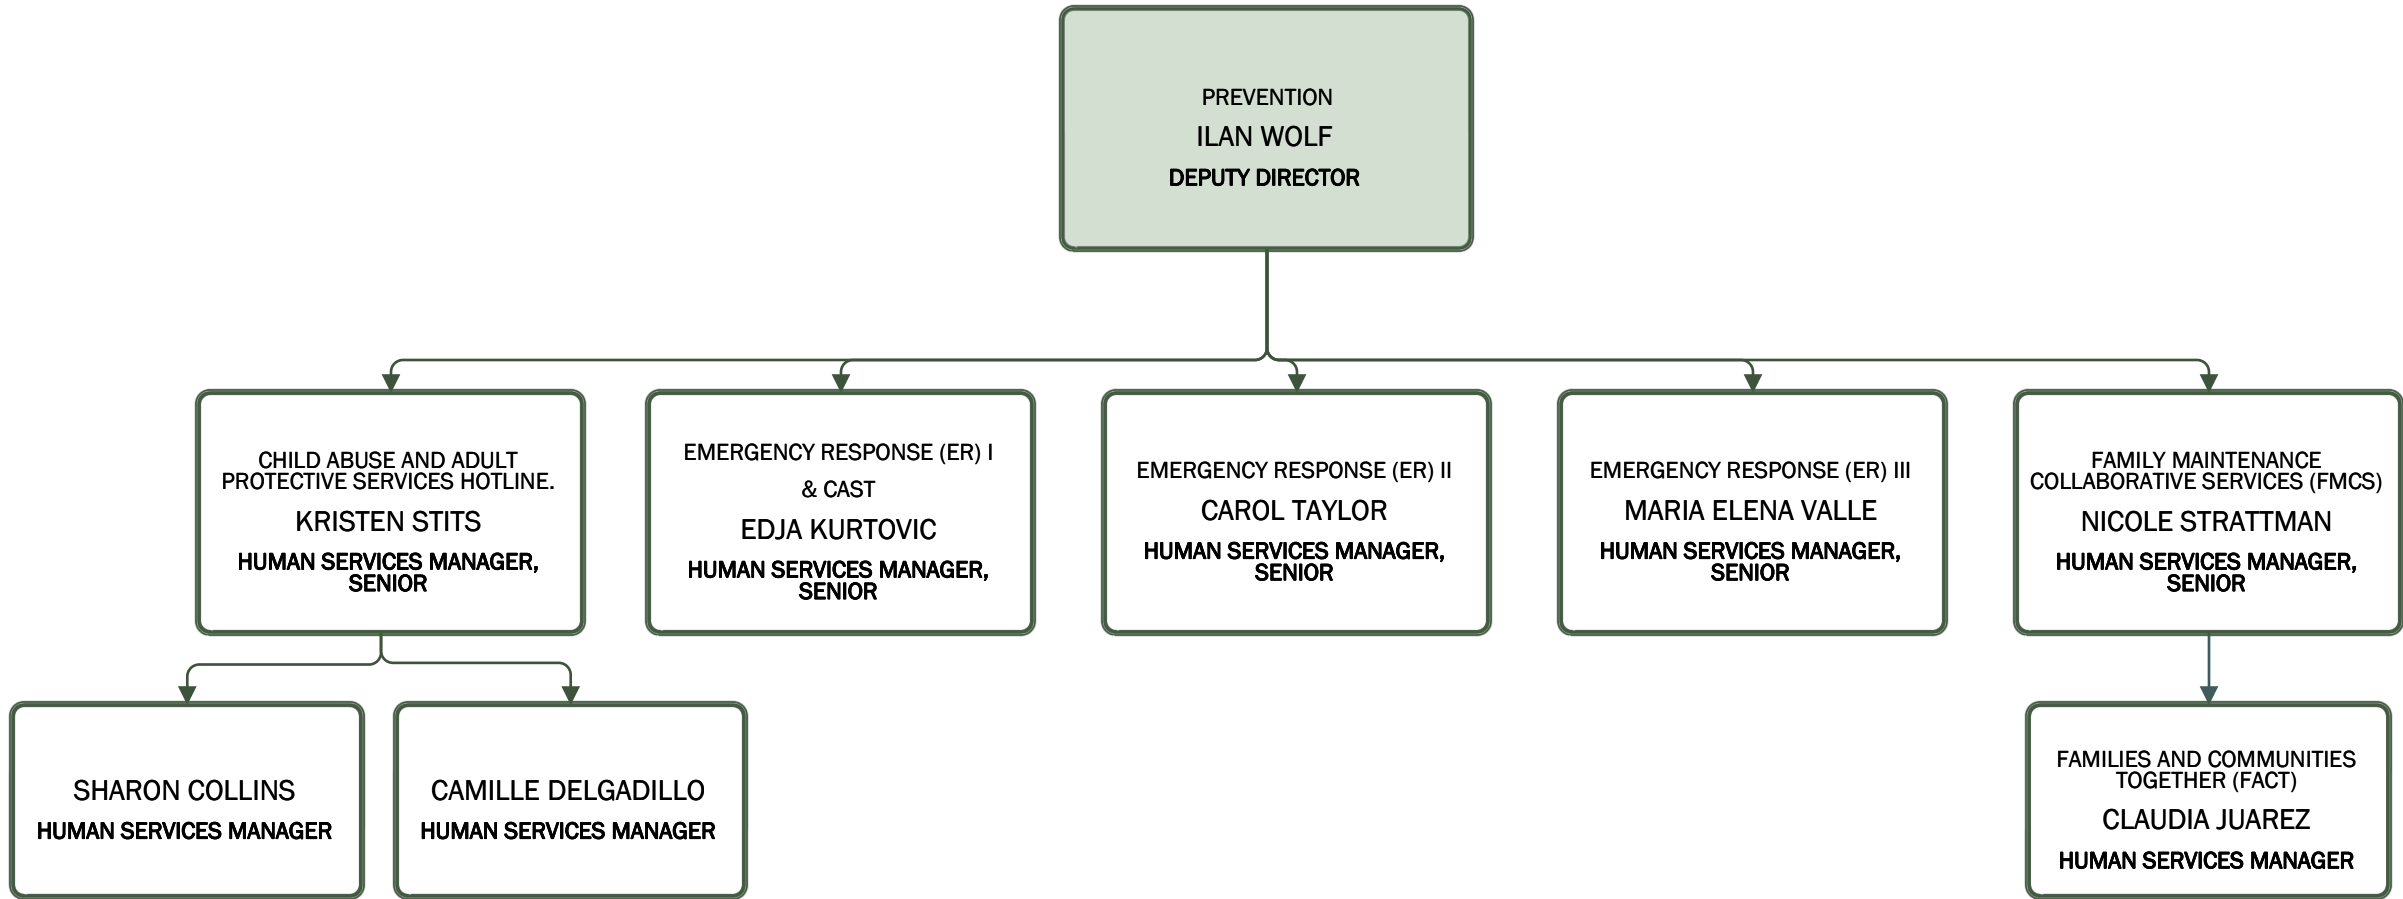 PREVENTION
ILAN WOLF
DEPUTY DIRECTOR
CHILD ABUSE AND ADULT
PROTECTIVE SERVICES HOTLINE.
KRISTEN STITS
HUMAN SERVICES MANAGER,
SENIOR
EMERGENCY RESPONSE (ER) I
& CAST
EDJA KURTOVIC
HUMAN SERVICES MANAGER,
SENIOR
EMERGENCY RESPONSE (ER) II
CAROL TAYLOR
HUMAN SERVICES MANAGER,
SENIOR
EMERGENCY RESPONSE (ER) III
MARIA ELENA VALLE
HUMAN SERVICES MANAGER,
SENIOR
FAMILY MAINTENANCE
COLLABORATIVE SERVICES (FMCS)
NICOLE STRATTMAN
HUMAN SERVICES MANAGER,
SENIOR
SHARON COLLINS
HUMAN SERVICES MANAGER
CAMILLE DELGADILLO
HUMAN SERVICES MANAGER
FAMILIES AND COMMUNITIES
TOGETHER (FACT)
CLAUDIA JUAREZ
HUMAN SERVICES MANAGER